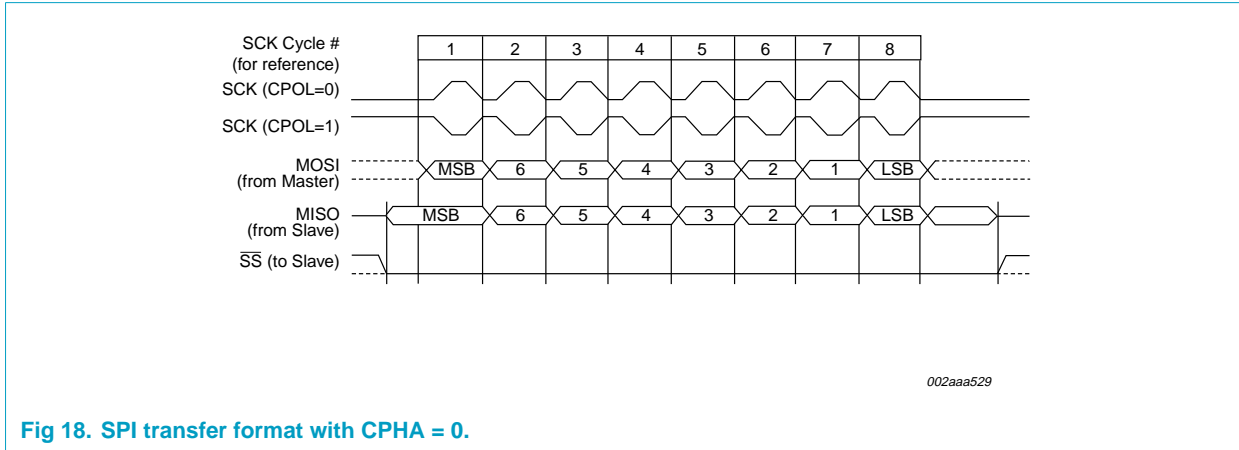 SCK Cycle # 1 2 3 4 5 6 7 8
(for reference)
SCK (CPOL=0)
SCK (CPOL=1)
MOSI MSB 6 5 4 3 2 1 LSB
(from Master)
MISO MSB 6 5 4 3 2 1 LSB
(from Slave)
S̅S̅ (to Slave)
002aaa529
Fig 18. SPI transfer format with CPHA = 0.